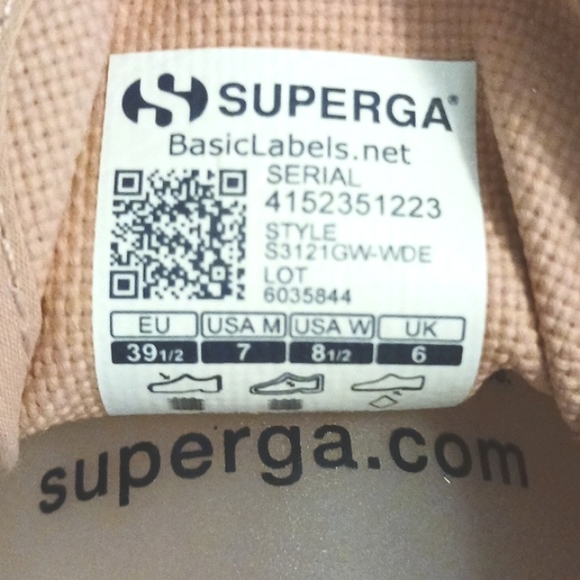 SUPERGA®
BasicLabels.net
SERIAL
4152351223
STYLE
S3121GW-WDE
LOT
6035844
EU USA M USA W UK
39 1/2 7 8 1/2 6
superga.com